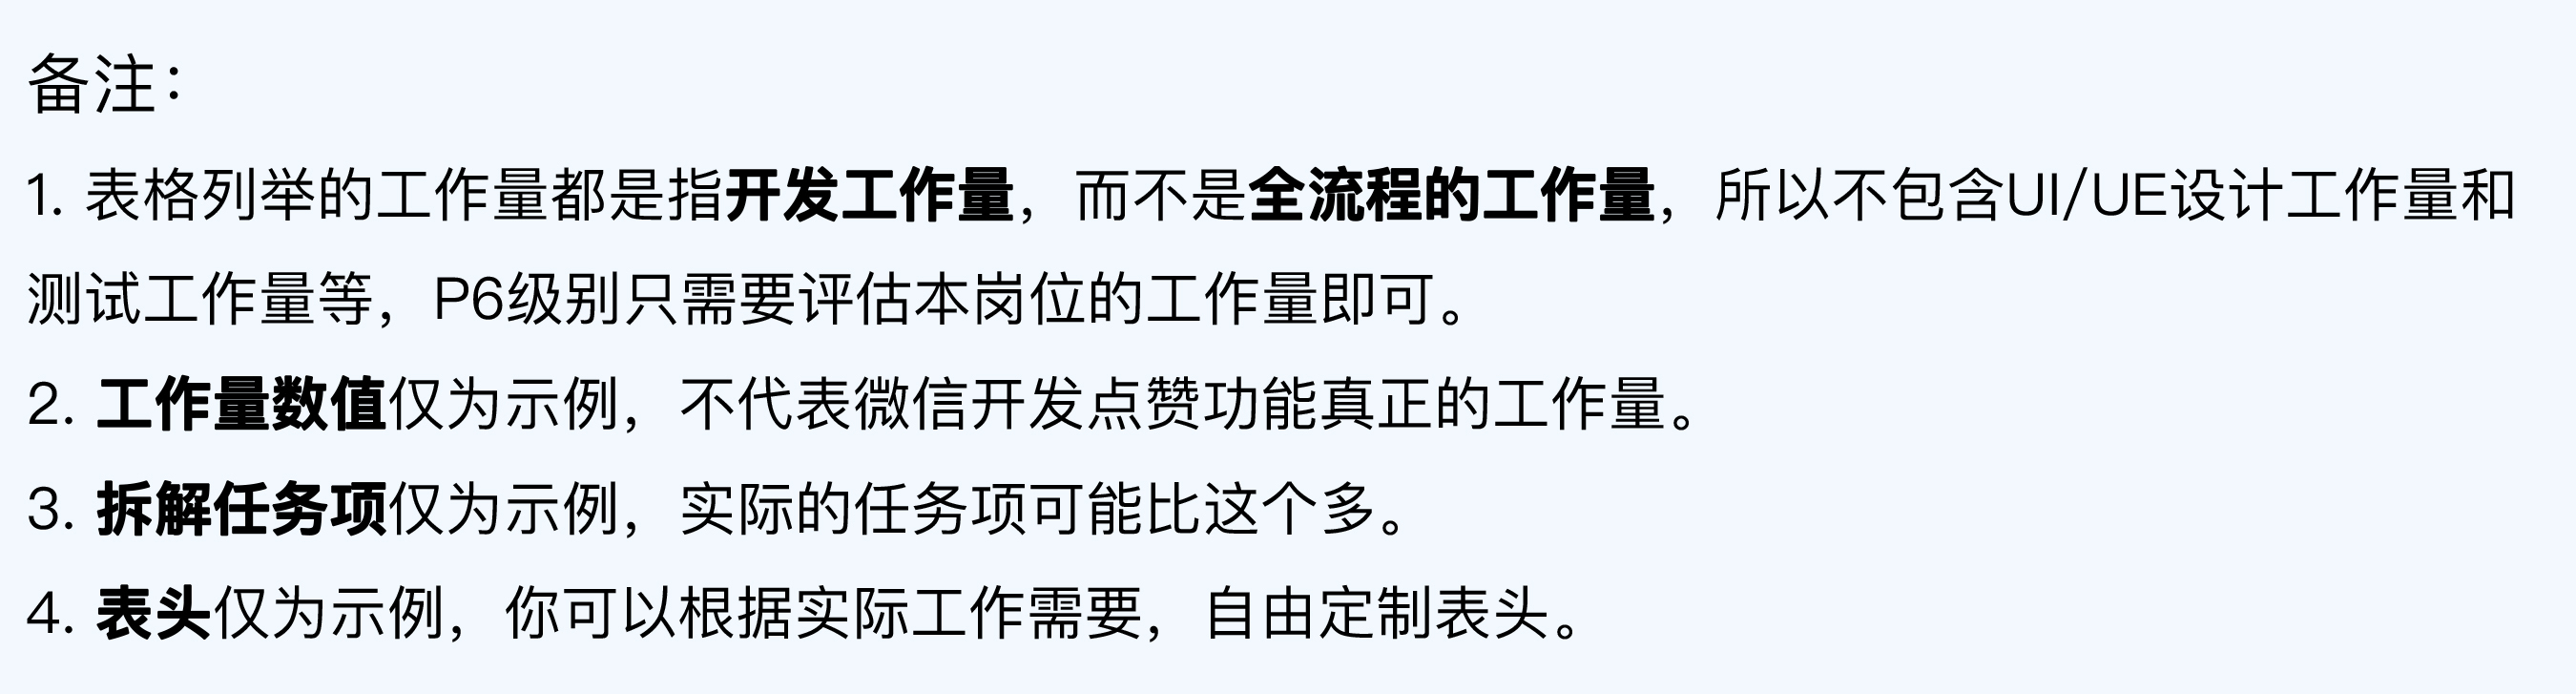 备注：
1. 表格列举的工作量都是指开发工作量，而不是全流程的工作量，所以不包含UI/UE设计工作量和
测试工作量等，P6级别只需要评估本岗位的工作量即可。
2. 工作量数值仅为示例，不代表微信开发点赞功能真正的工作量。
3. 拆解任务项仅为示例，实际的任务项可能比这个多。
4. 表头仅为示例，你可以根据实际工作需要，自由定制表头。